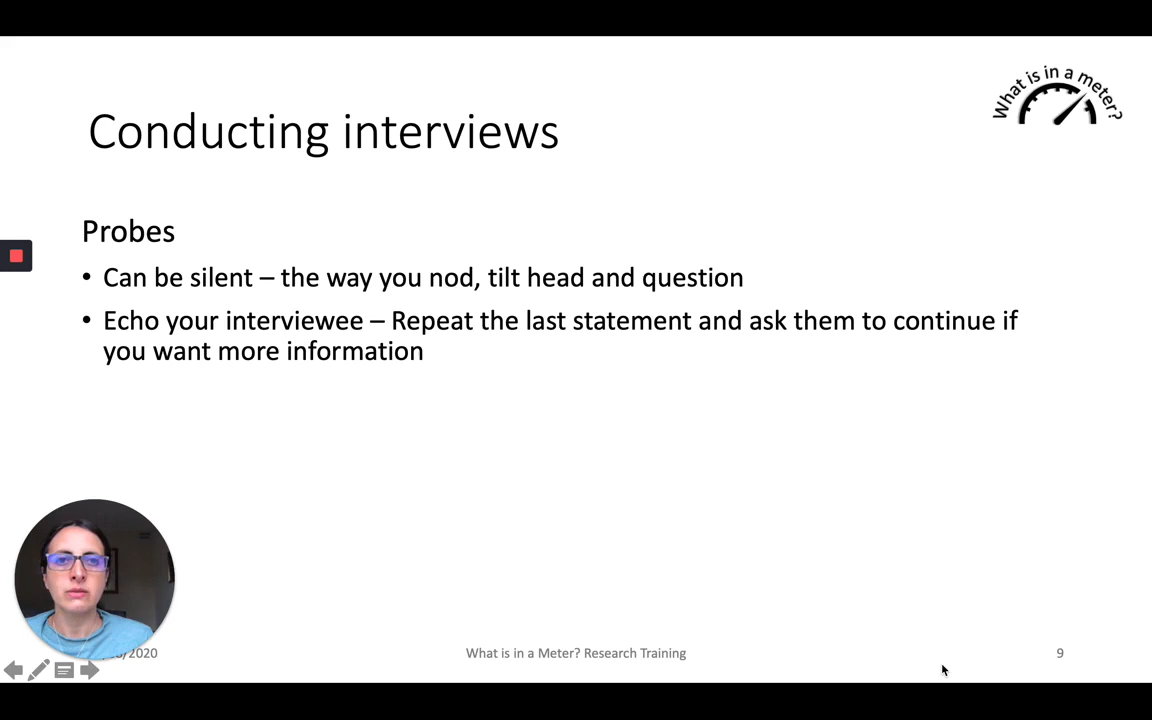 What is in a meter?
Conducting interviews
Probes
• Can be silent – the way you nod, tilt head and question
• Echo your interviewee – Repeat the last statement and ask them to continue if
you want more information
/2020
What is in a Meter? Research Training
9